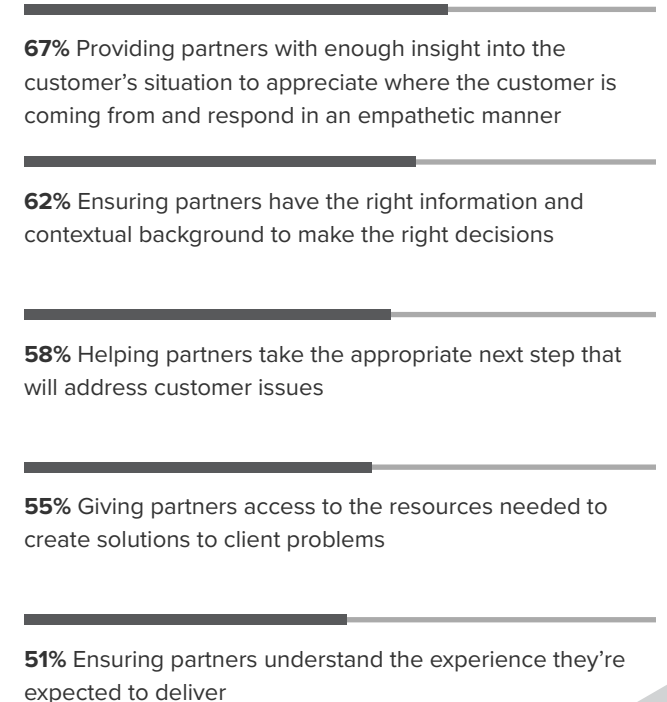 67% Providing partners with enough insight into the
customer’s situation to appreciate where the customer is
coming from and respond in an empathetic manner
62% Ensuring partners have the right information and
contextual background to make the right decisions
58% Helping partners take the appropriate next step that
will address customer issues
55% Giving partners access to the resources needed to
create solutions to client problems
51% Ensuring partners understand the experience they’re
expected to deliver